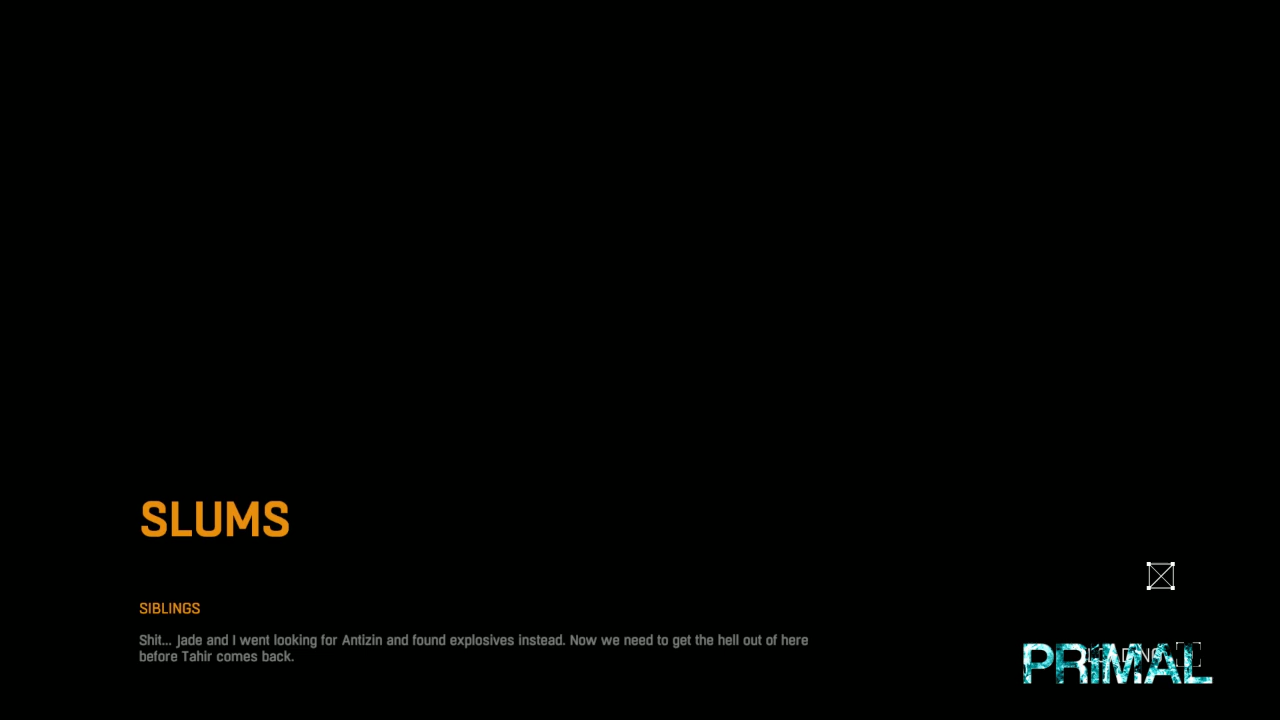 SLUMS
SIBLINGS
Shit... Jade and I went looking for Antizin and found explosives instead. Now we need to get the hell out of here
before Tahir comes back.
PRIMAL